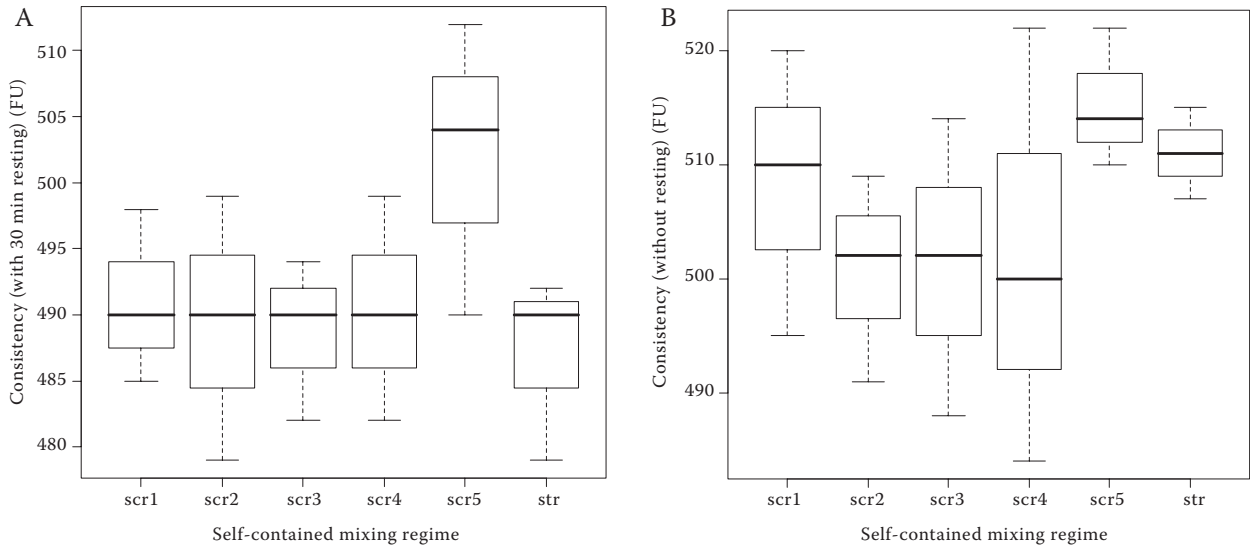 A
Consistency (with 30 min resting) (FU)
510
505
500
495
490
485
480
scr1 scr2 scr3 scr4 scr5 str
Self-contained mixing regime
B
Consistency (without resting) (FU)
520
510
500
490
scr1 scr2 scr3 scr4 scr5 str
Self-contained mixing regime